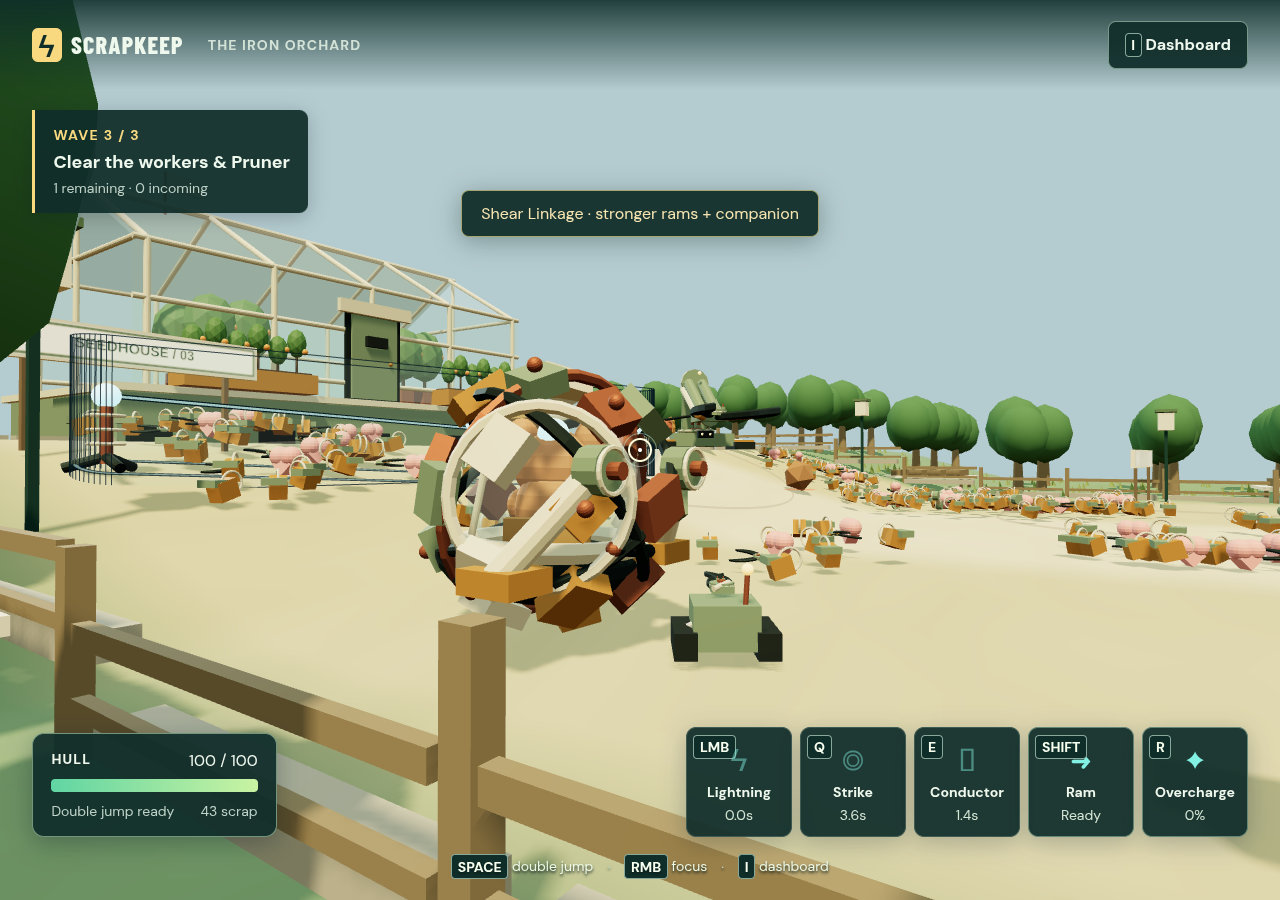 SCRAPKEEP
THE IRON ORCHARD
I Dashboard
WAVE 3 / 3
Clear the workers & Pruner
1 remaining · 0 incoming
Shear Linkage · stronger rams + companion
SEEDHOUSE / 03
HULL
100 / 100
Double jump ready
43 scrap
LMB
Lightning
0.0s
Q
Strike
3.6s
E
Conductor
1.4s
SHIFT
Ram
Ready
R
Overcharge
0%
SPACE double jump · RMB focus · I dashboard